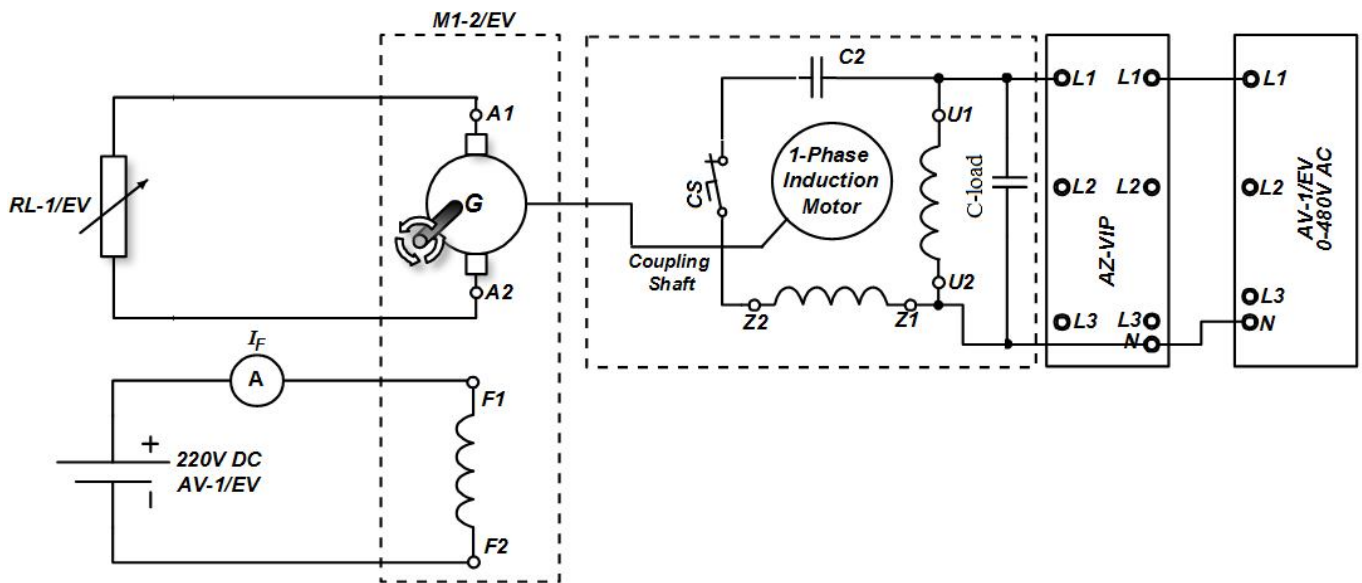 M1-2/EV
A1
RL-1/EV
G
A2
I_F
A
F1
+
220V DC
AV-1/EV
F2
C2
CS
1-Phase
Induction
Motor
Coupling
Shaft
U1
U2
Z2
Z1
C-load
L1
L1
L2
L2
AZ-VIP
L3
L3
N
L1
L2
AV-1/EV
0-480V AC
L3
N